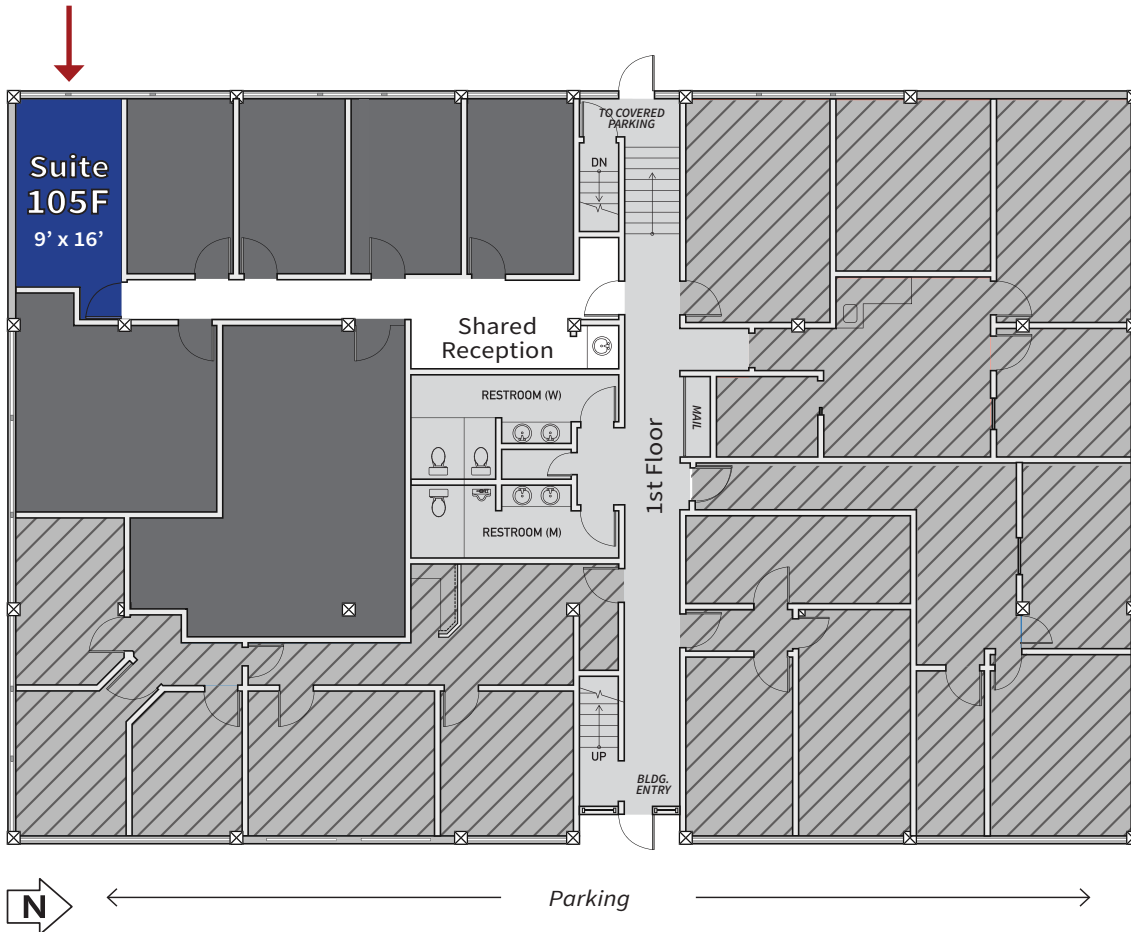 TO COVERED
PARKING
DN
Suite
105F
9’ x 16’
Shared
Reception
RESTROOM (W)
MAIL
1st Floor
RESTROOM (M)
UP
BLDG.
ENTRY
N
Parking